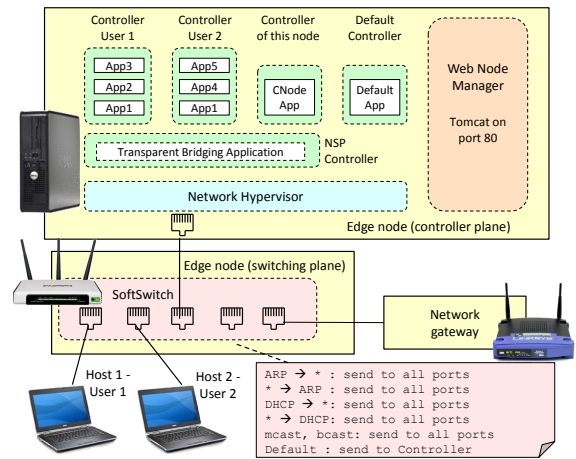 Controller
User 1
Controller
User 2
Controller
of this node
Default
Controller
App3
App2
App1
App5
App4
App1
CNode
App
Default
App
Web Node
Manager
Tomcat on
port 80
Transparent Bridging Application
NSP
Controller
Network Hypervisor
Edge node (controller plane)
Edge node (switching plane)
SoftSwitch
Network
gateway
LINKSYS
Host 1 -
User 1
Host 2 -
User 2
ARP → * : send to all ports
* → ARP : send to all ports
DHCP → *: send to all ports
* → DHCP: send to all ports
mcast, bcast: send to all ports
Default : send to Controller